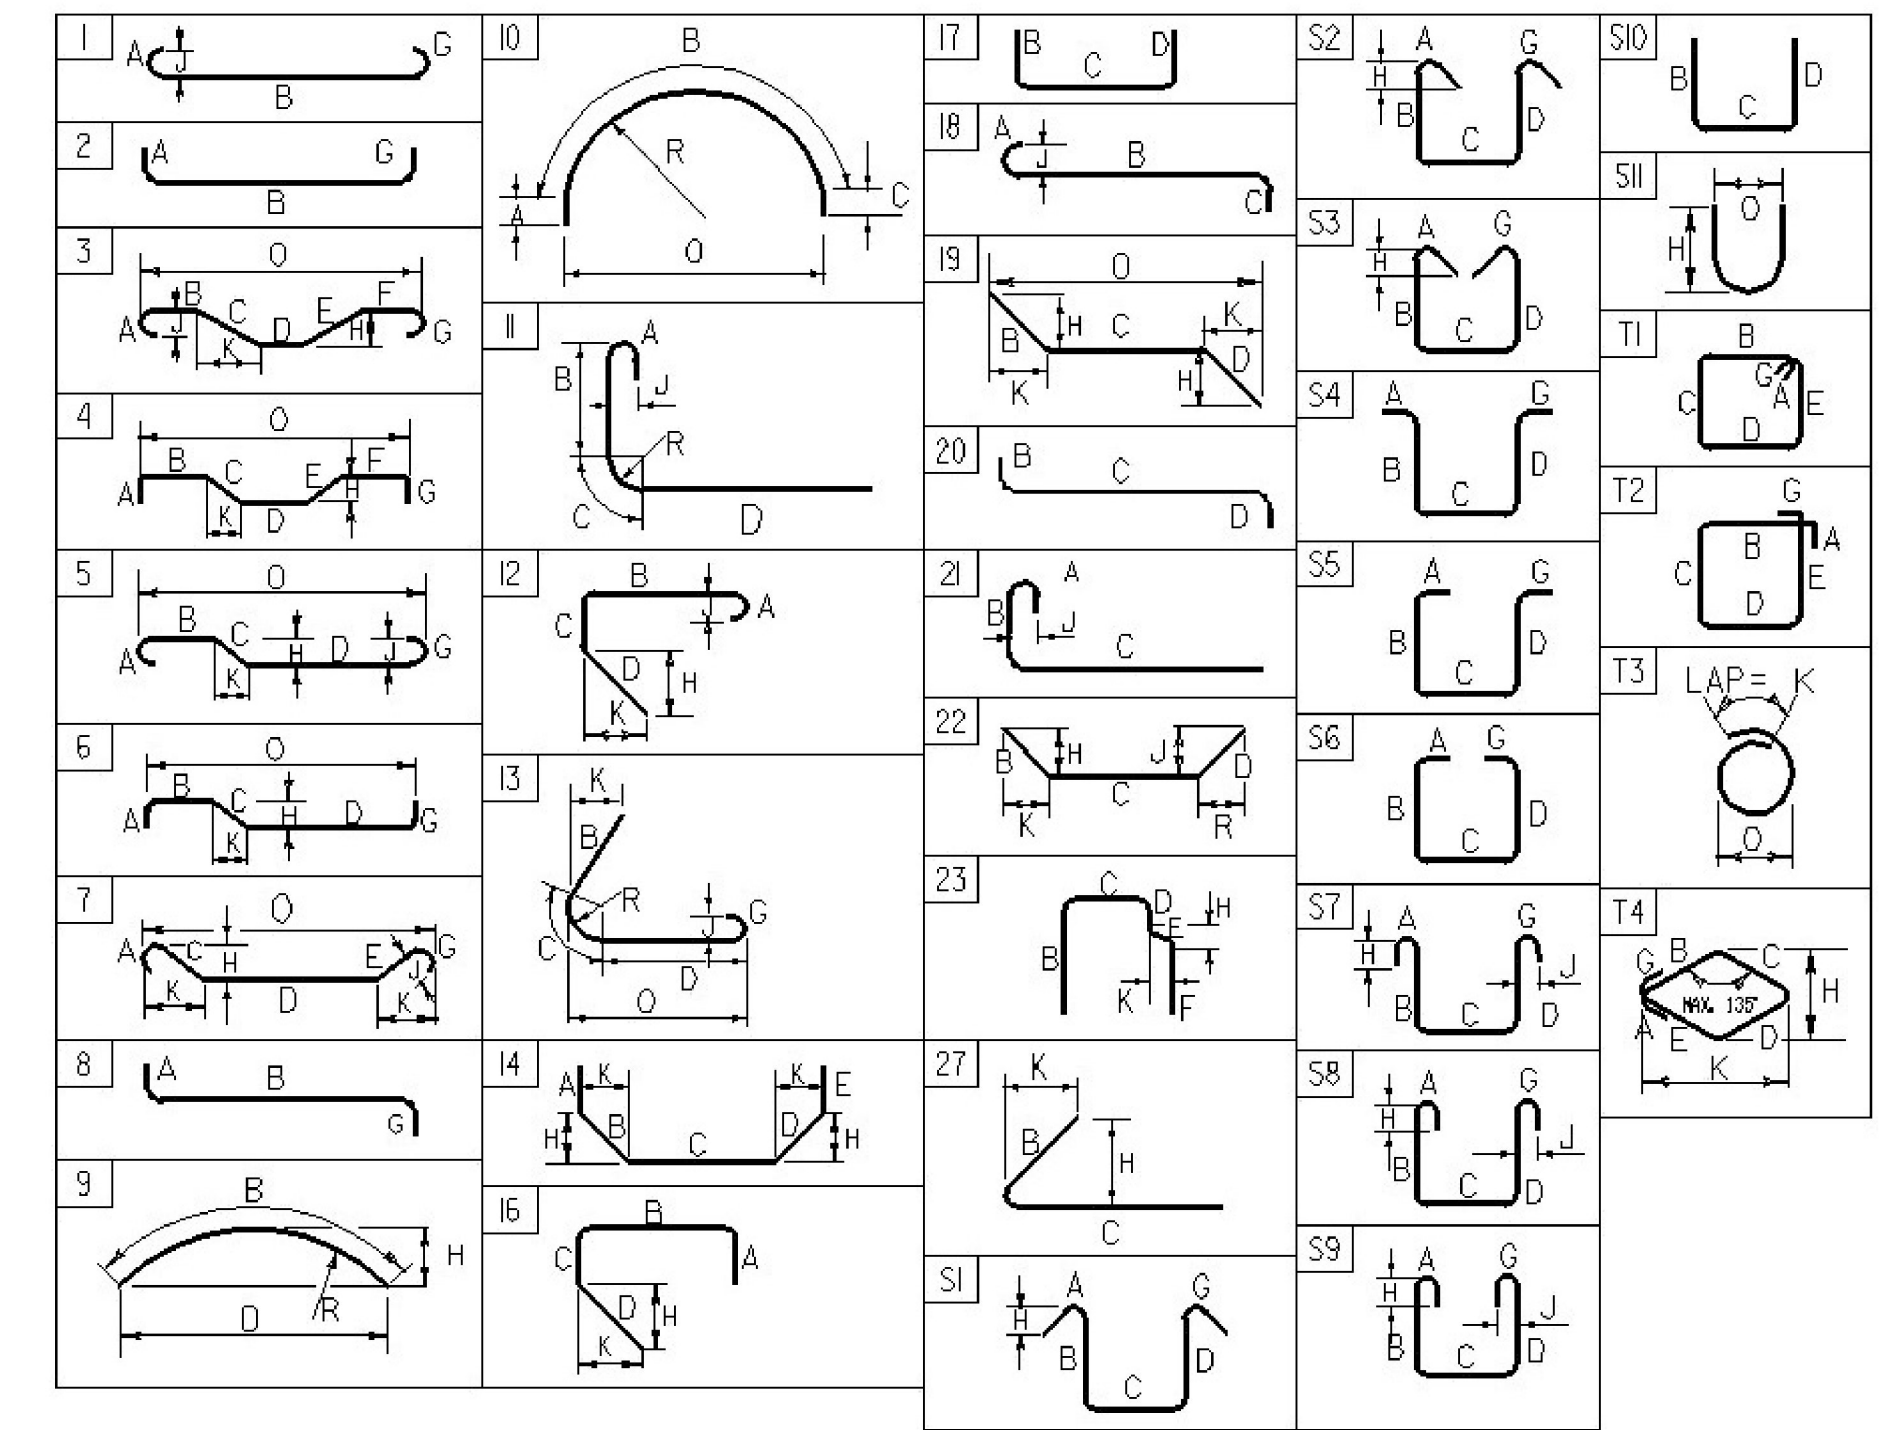 1
A J G
B
2
A G
B
3
O
B C E F
A J D H G
K
4
O
B C E F
A H G
K D
5
O
B C D
A H J G
K
6
O
B C D
A H G
K
7
O
A C H E G
J
K D K
8
A B
G
9
B
H
R
O
10
B
R
A C
O
11
A
B J
R
C D
12
B
J A
C
D H
K
13
K
B
R J G
C D
O
14
A K K E
H B C D H
16
B
C A
D H
K
17
B C D
18
A J B
C
19
O
H C K
B H D
K
20
B C
D
21
A
B J
C
22
H J
B C D
K R
23
C D H
E
B
K F
27
K
B H
C
S1
A G
H
B D
C
S2
A G
H
B D
C
S3
A G
H
B D
C
S4
A G
B D
C
S5
A G
B D
C
S6
A G
B D
C
S7
A G
H J
B C D
S8
A G
H J
B C D
S9
A G
H J
B C D
S10
B D
C
S11
O
H
T1
B
G
C A E
D
T2
G
B A
C E
D
T3
LAP = K
O
T4
G B C
MAX. 135° H
A E D
K